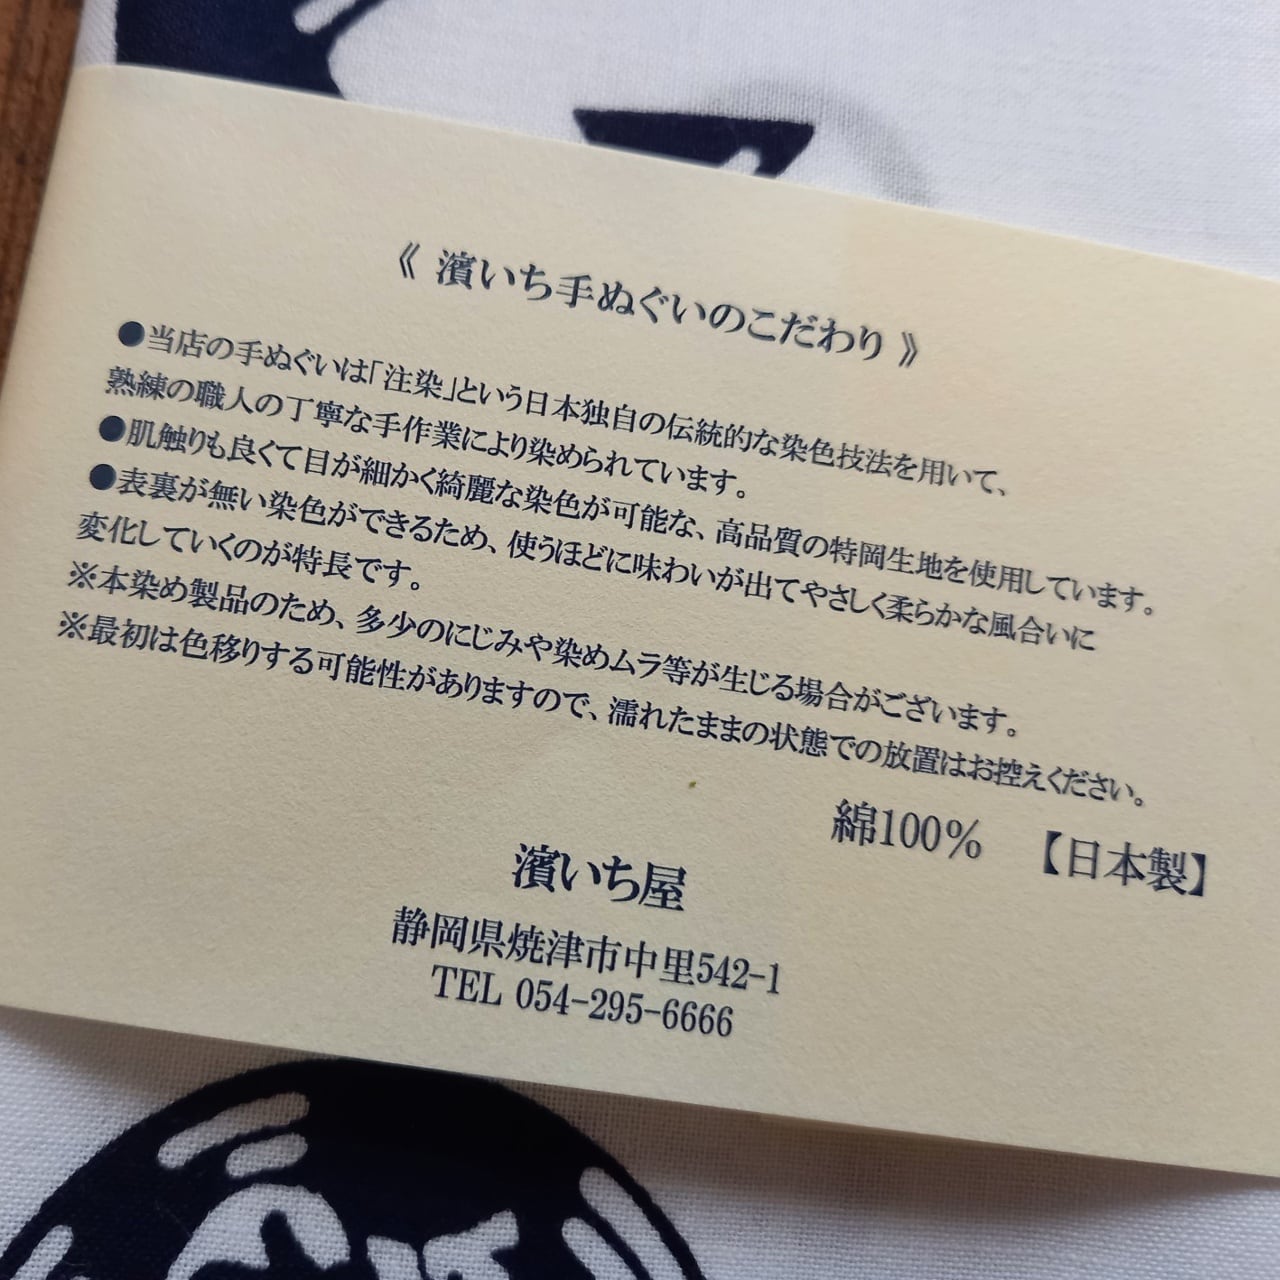 《 濱いち手ぬぐいのこだわり 》
●当店の手ぬぐいは「注染」という日本独自の伝統的な染色技法を用いて、
熟練の職人の丁寧な手作業により染められています。
●肌触りも良くて目が細かく綺麗な染色が可能な、高品質の特岡生地を使用しています。
●表裏が無い染色ができるため、使うほどに味わいが出てやさしく柔らかな風合いに
変化していくのが特長です。
※本染め製品のため、多少のにじみや染めムラ等が生じる場合がございます。
※最初は色移りする可能性がありますので、濡れたままの状態での放置はお控えください。
綿100% 【日本製】
濱いち屋
静岡県焼津市中里542-1
TEL 054-295-6666